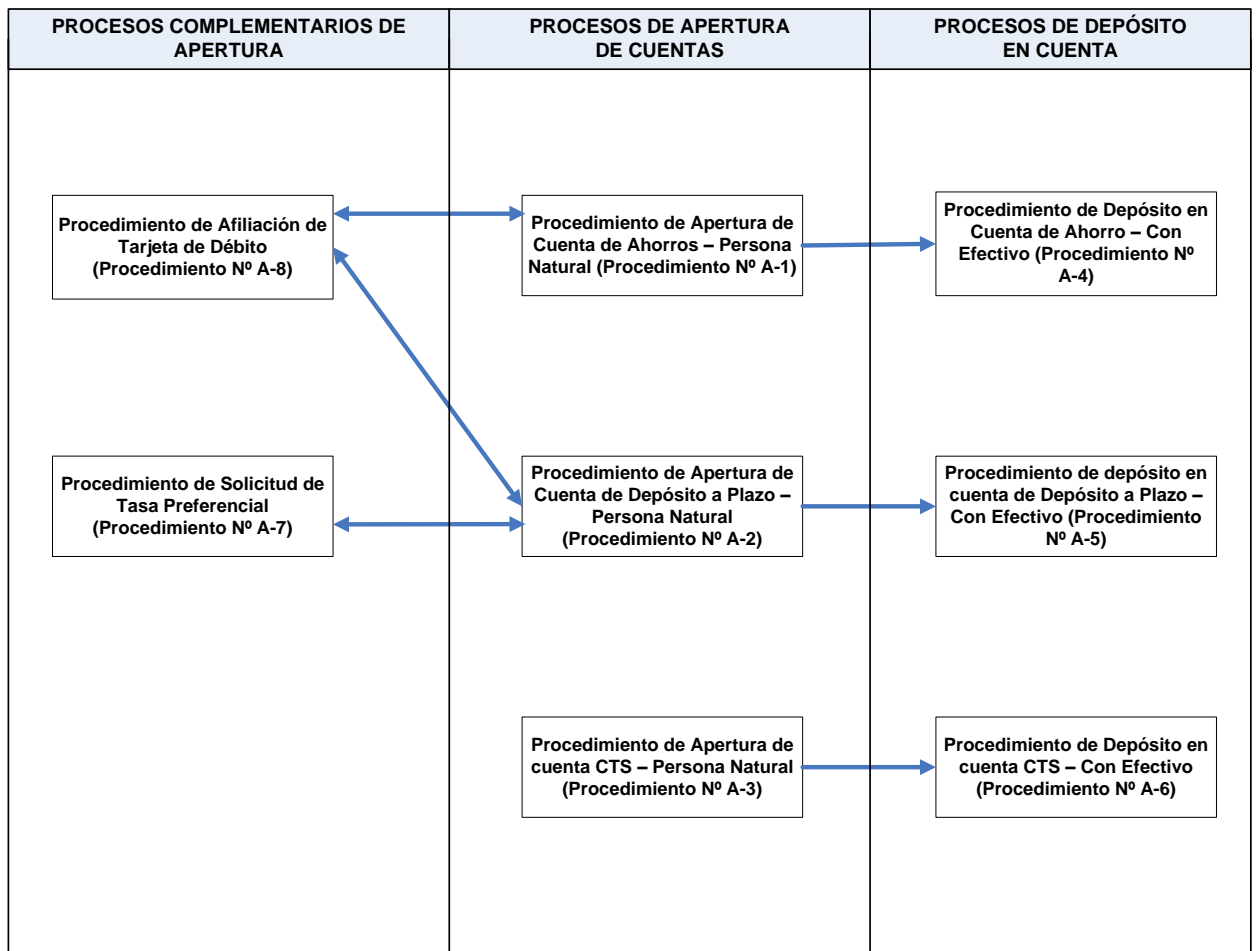 PROCESOS COMPLEMENTARIOS DE
APERTURA
PROCESOS DE APERTURA
DE CUENTAS
PROCESOS DE DEPÓSITO
EN CUENTA
Procedimiento de Afiliación de
Tarjeta de Débito
(Procedimiento Nº A-8)
Procedimiento de Apertura de
Cuenta de Ahorros – Persona
Natural (Procedimiento Nº A-1)
Procedimiento de Depósito en
Cuenta de Ahorro – Con
Efectivo (Procedimiento Nº
A-4)
Procedimiento de Solicitud de
Tasa Preferencial
(Procedimiento Nº A-7)
Procedimiento de Apertura de
Cuenta de Depósito a Plazo –
Persona Natural
(Procedimiento Nº A-2)
Procedimiento de depósito en
cuenta de Depósito a Plazo –
Con Efectivo (Procedimiento
Nº A-5)
Procedimiento de Apertura de
cuenta CTS – Persona Natural
(Procedimiento Nº A-3)
Procedimiento de Depósito en
cuenta CTS – Con Efectivo
(Procedimiento Nº A-6)